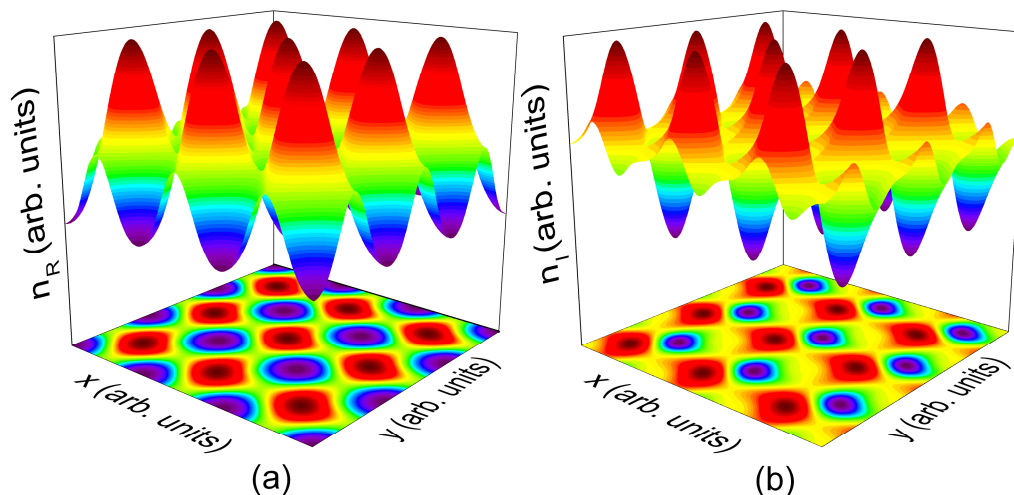 n_R (arb. units)
x (arb. units)
y (arb. units)
(a)
n_I (arb. units)
x (arb. units)
y (arb. units)
(b)